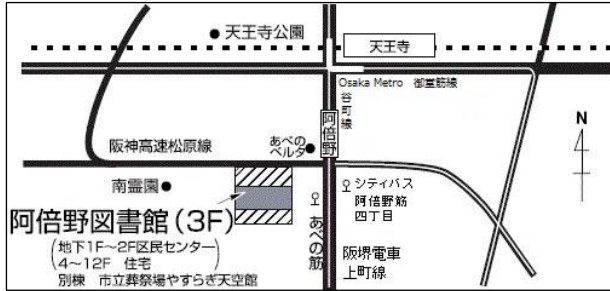 天王寺公園
天王寺
Osaka Metro 御堂筋線
谷町線
阿倍野
あべのベルタ
阪神高速松原線
N
南霊園
シティバス
阿倍野筋
四丁目
阿倍野図書館(3F)
あべの筋
地下1F～2F区民センター
4～12F 住宅
別棟 市立葬祭場やすらぎ天空館
阪堺電車
上町線